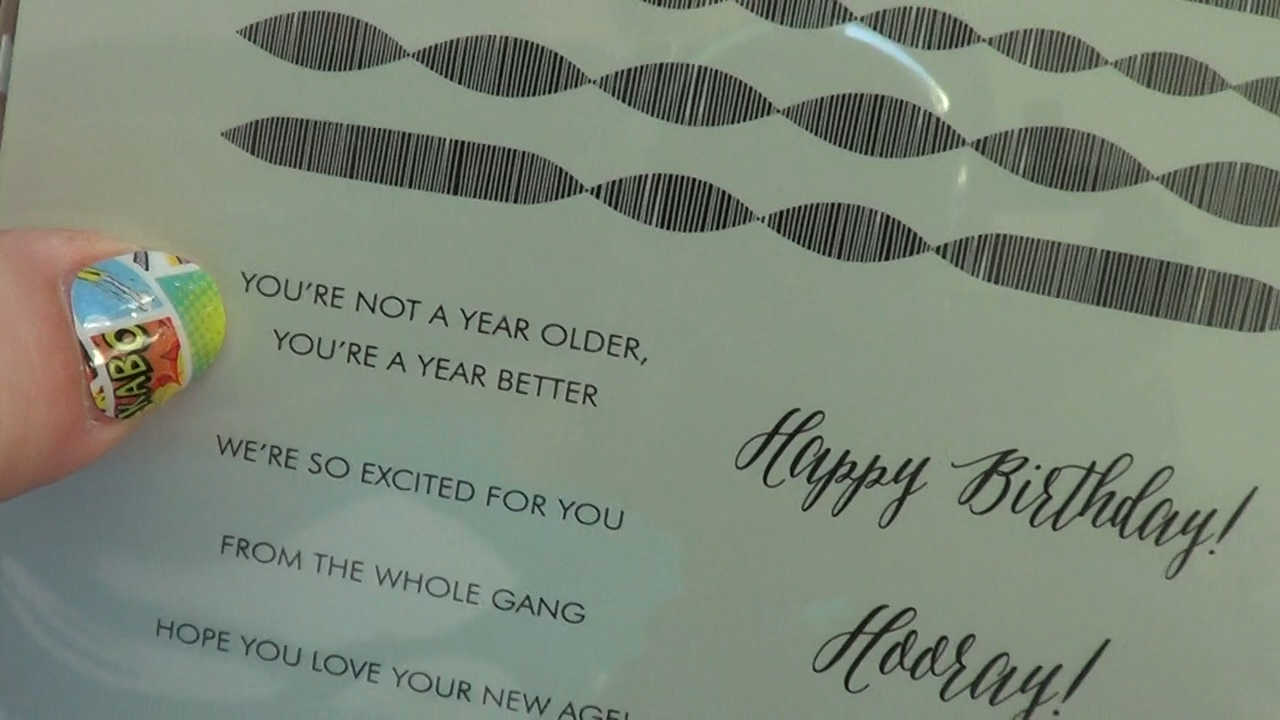 YOU'RE NOT A YEAR OLDER,
YOU'RE A YEAR BETTER
WE'RE SO EXCITED FOR YOU
FROM THE WHOLE GANG
HOPE YOU LOVE YOUR NEW AGE!
Happy Birthday!
Hooray!